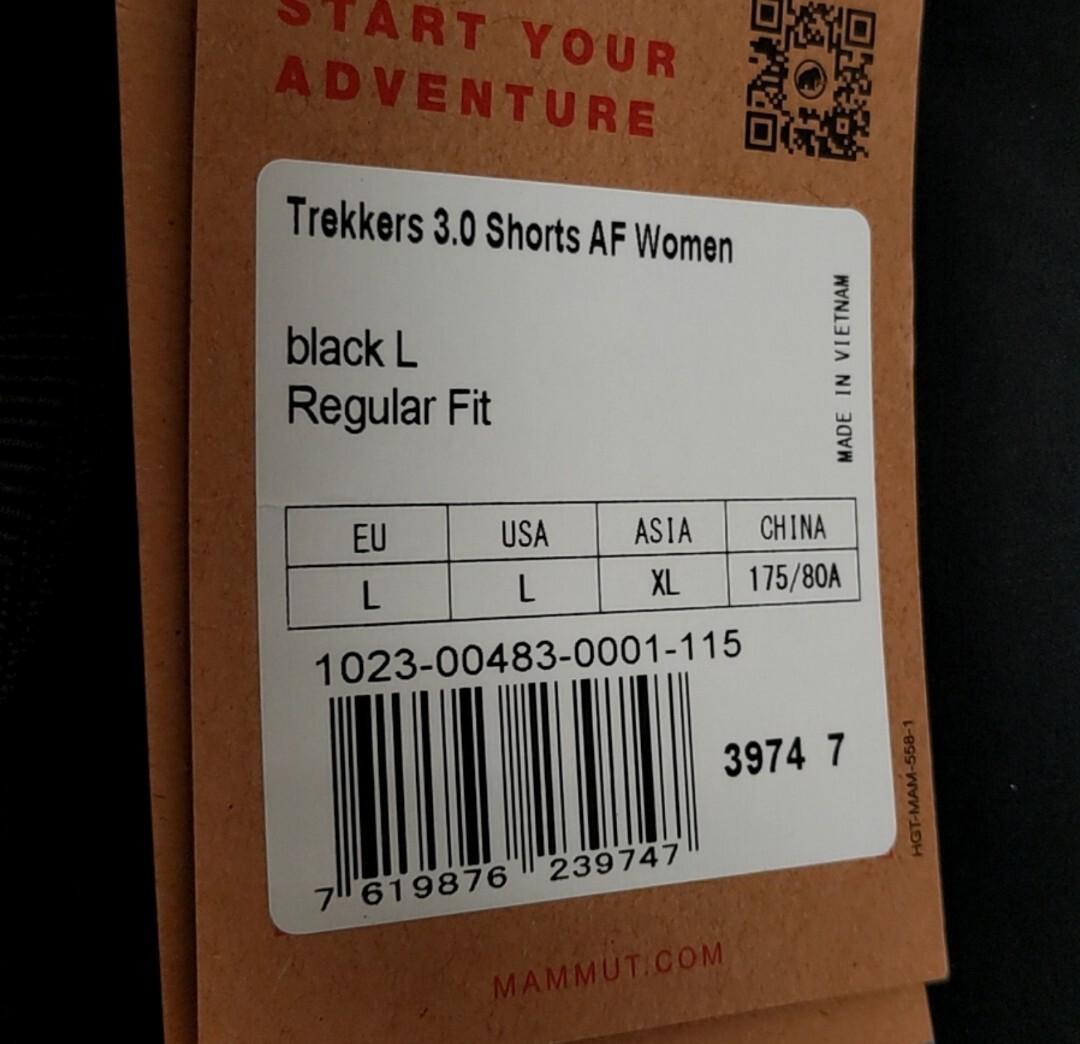 START YOUR
ADVENTURE
Trekkers 3.0 Shorts AF Women
MADE IN VIETNAM
black L
Regular Fit
EU USA ASIA CHINA
L L XL 175/80A
1023-00483-0001-115
3974 7
7 619876 239747
HGT-MAM-558-1
MAMMUT.COM